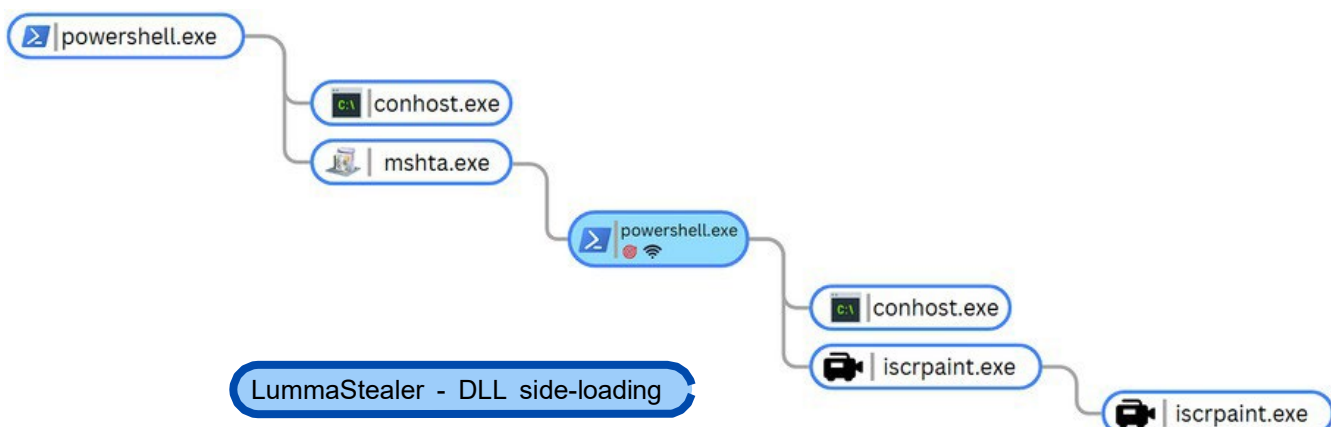 powershell.exe
conhost.exe
mshta.exe
powershell.exe
conhost.exe
iscrpaint.exe
LummaStealer - DLL side-loading
iscrpaint.exe